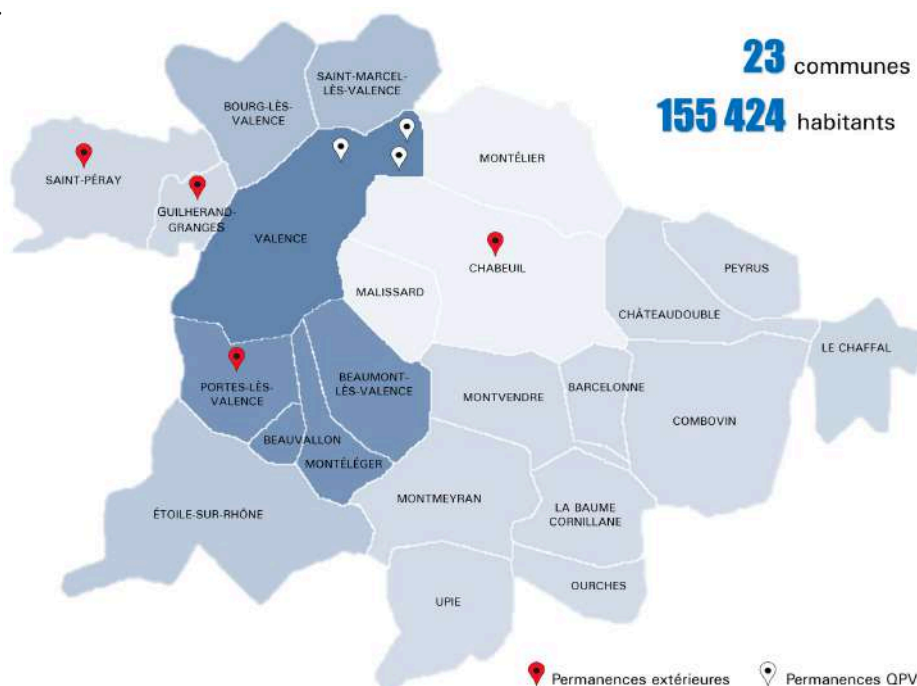 23 communes
155 424 habitants
SAINT-MARCEL-
LÈS-VALENCE
BOURG-LÈS-
VALENCE
MONTÉLIER
SAINT-PÉRAY
GUILHERAND-
GRANGES
VALENCE
CHABEUIL
PEYRUS
MALISSARD
CHÂTEAUDOUBLE
LE CHAFFAL
PORTES-LÈS-
VALENCE
BEAUMONT-
LÈS-VALENCE
MONTVENDRE
BARCELONNE
COMBOVIN
BEAUVALLON
MONTÉLÉGER
MONTMEYRAN
ÉTOILE-SUR-RHÔNE
LA BAUME
CORNILLANE
OURCHES
UPIE
Permanences extérieures
Permanences QPV